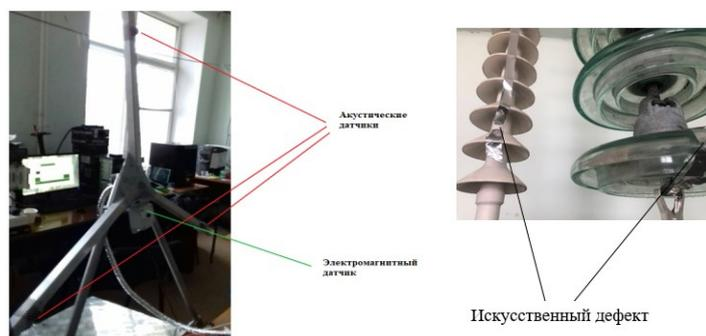 Акустические
датчики
Электромагнитный
датчик
Искусственный дефект